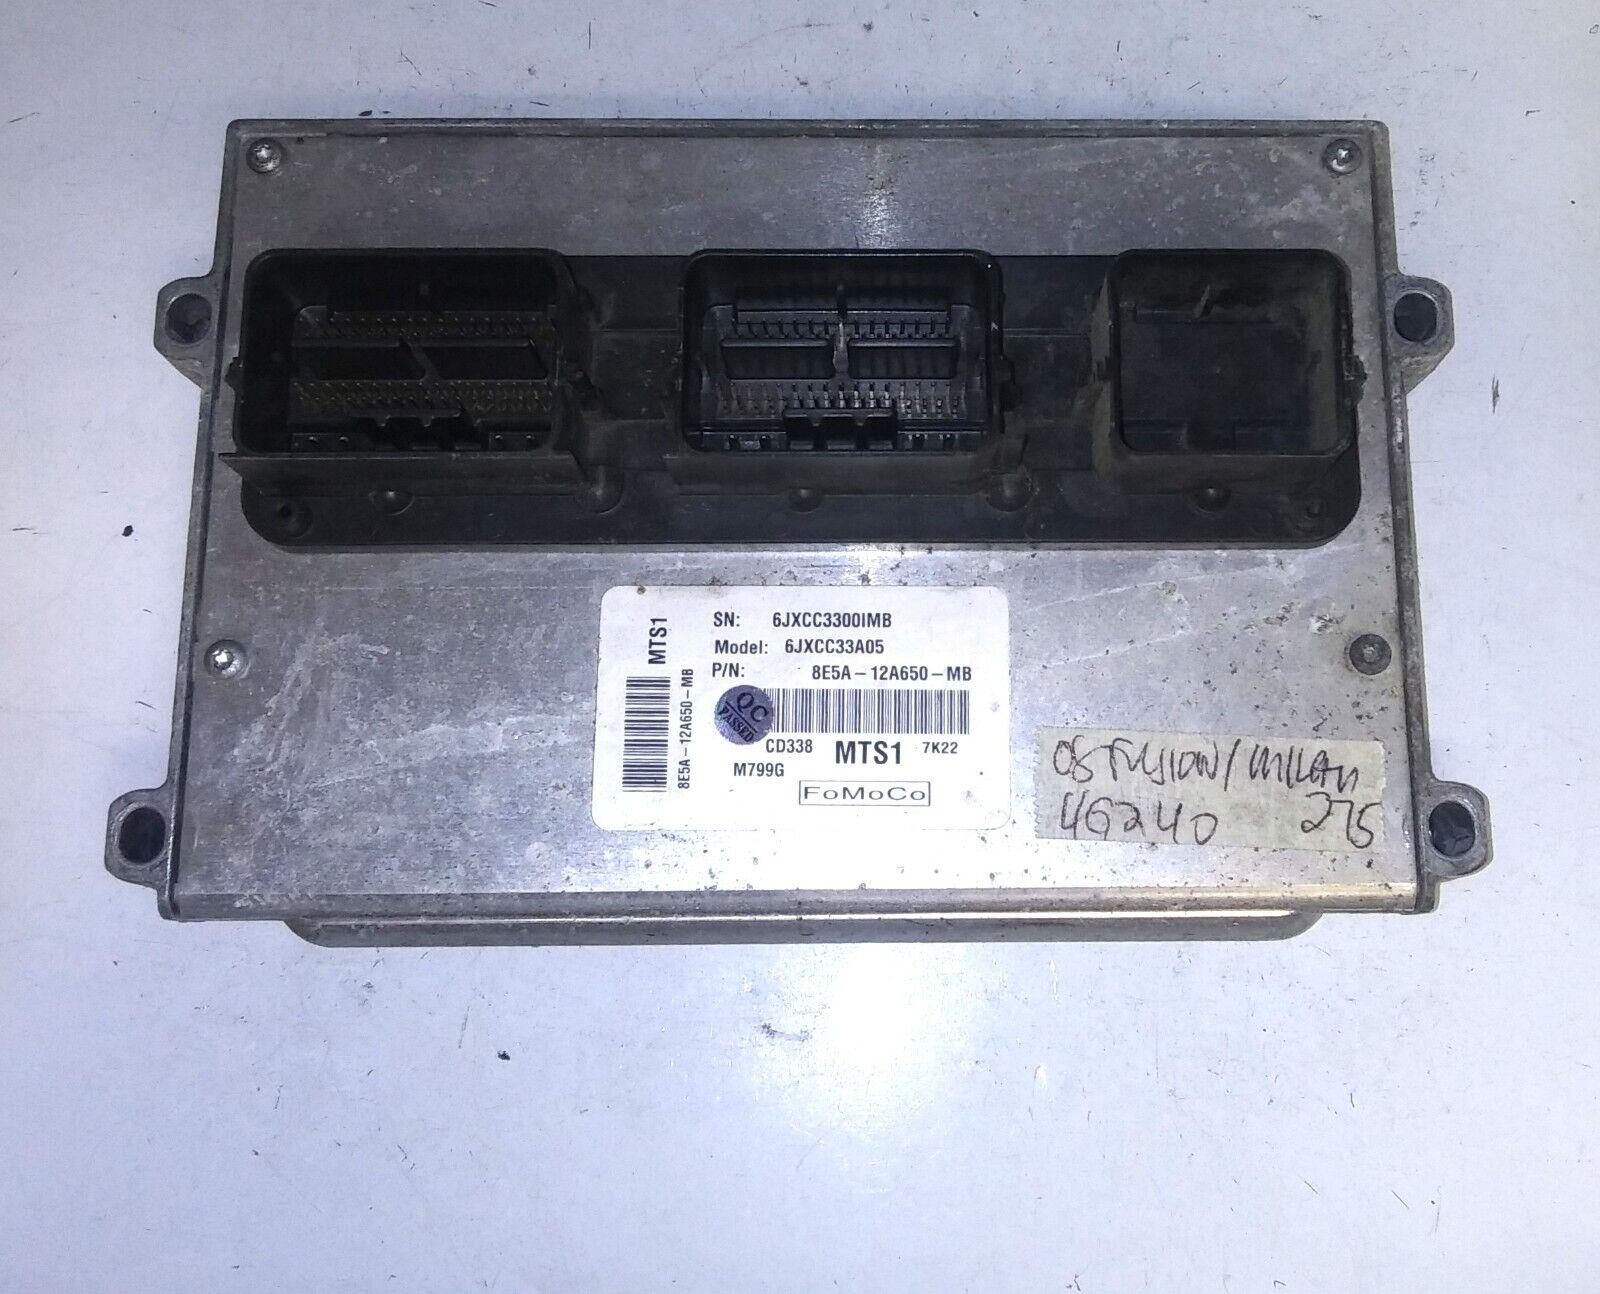 MTS1
8E5A-12A650-MB
SN: 6JXCC3300IMB
Model: 6JXCC33A05
P/N: 8E5A-12A650-MB
QC
PASSED
CD338 MTS1 7K22
M799G
FoMoCo
08 FUSION/MILAN
4G240 275